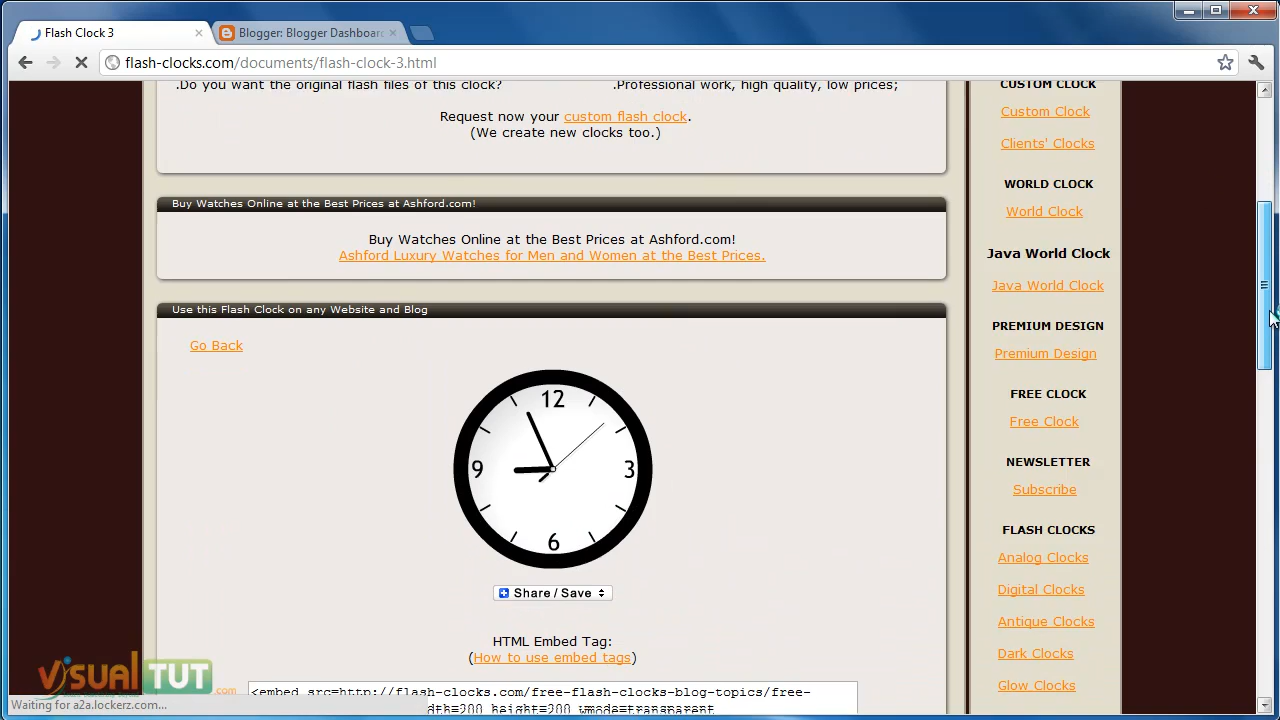 Flash Clock 3
Blogger: Blogger Dashboard
flash-clocks.com/documents/flash-clock-3.html
.Do you want the original flash files of this clock?
.Professional work, high quality, low prices;
Request now your custom flash clock.
(We create new clocks too.)
Buy Watches Online at the Best Prices at Ashford.com!
Buy Watches Online at the Best Prices at Ashford.com!
Ashford Luxury Watches for Men and Women at the Best Prices.
Use this Flash Clock on any Website and Blog
Go Back
12
9
3
6
Share / Save
HTML Embed Tag:
(How to use embed tags)
<embed src=http://flash-clocks.com/free-flash-clocks-blog-topics/free-
width=200 height=200 wmode=transparent
CUSTOM CLOCK
Custom Clock
Clients' Clocks
WORLD CLOCK
World Clock
Java World Clock
Java World Clock
PREMIUM DESIGN
Premium Design
FREE CLOCK
Free Clock
NEWSLETTER
Subscribe
FLASH CLOCKS
Analog Clocks
Digital Clocks
Antique Clocks
Dark Clocks
Glow Clocks
visualTUT
.com
Waiting for a2a.lockerz.com...